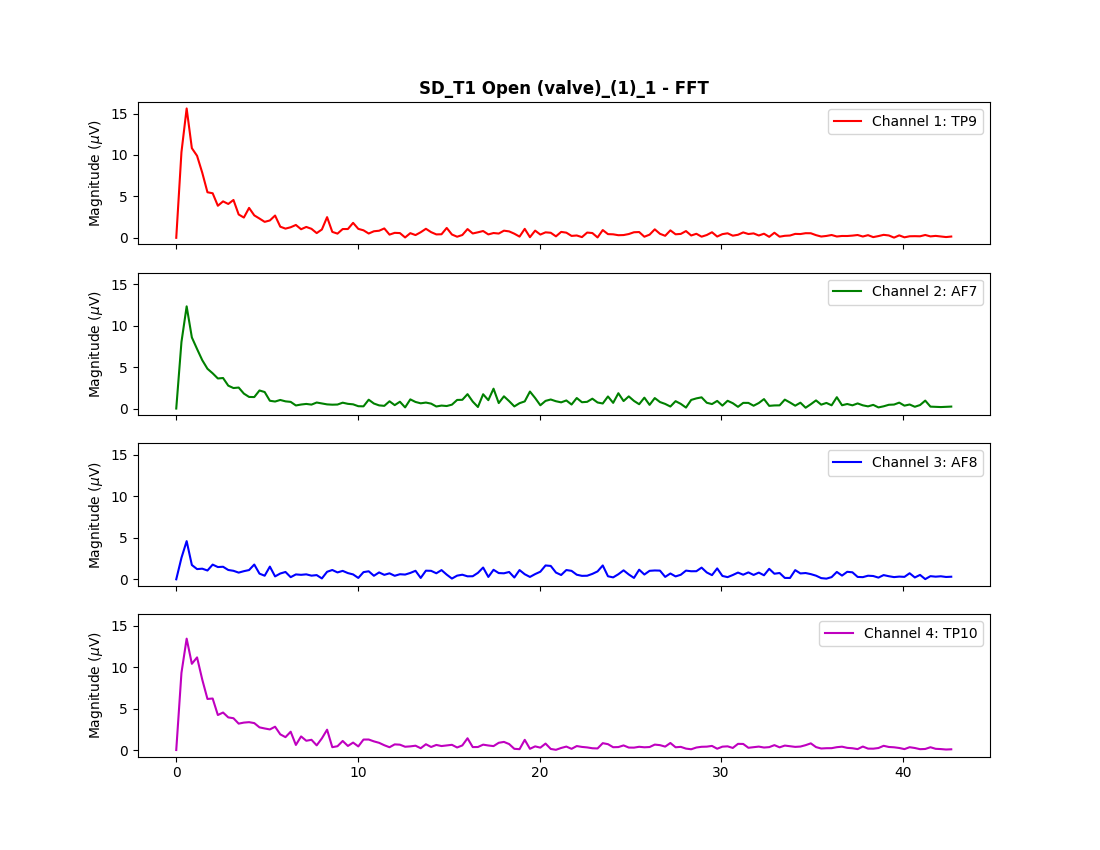 SD_T1 Open (valve)_(1)_1 - FFT
Magnitude (μV)
15
10
5
0
Channel 1: TP9
Magnitude (μV)
15
10
5
0
Channel 2: AF7
Magnitude (μV)
15
10
5
0
Channel 3: AF8
Magnitude (μV)
15
10
5
0
Channel 4: TP10
0 10 20 30 40